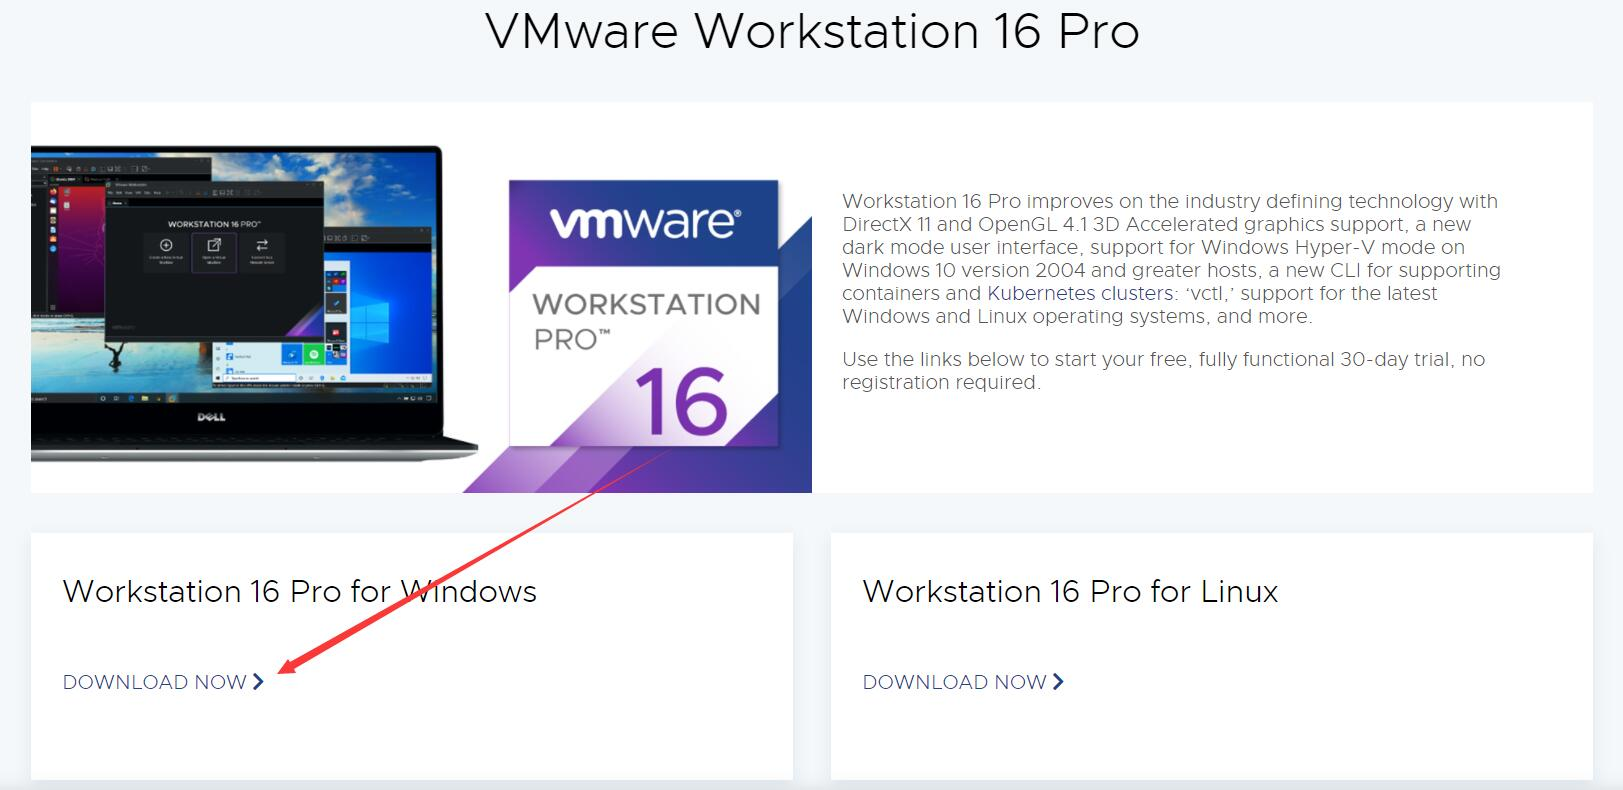 VMware Workstation 16 Pro
WORKSTATION 16 PRO™
DELL
vmware®
WORKSTATION
PRO™
16
Workstation 16 Pro improves on the industry defining technology with
DirectX 11 and OpenGL 4.1 3D Accelerated graphics support, a new
dark mode user interface, support for Windows Hyper-V mode on
Windows 10 version 2004 and greater hosts, a new CLI for supporting
containers and Kubernetes clusters: ‘vctl,’ support for the latest
Windows and Linux operating systems, and more.
Use the links below to start your free, fully functional 30-day trial, no
registration required.
Workstation 16 Pro for Windows
DOWNLOAD NOW
Workstation 16 Pro for Linux
DOWNLOAD NOW